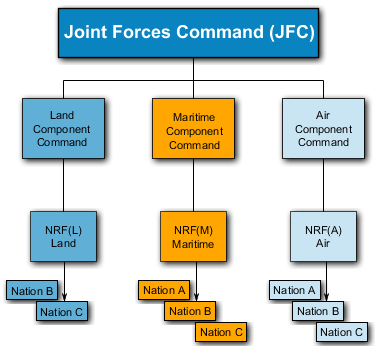 Joint Forces Command (JFC)
Land
Component
Command
Maritime
Component
Command
Air
Component
Command
NRF(L)
Land
NRF(M)
Maritime
NRF(A)
Air
Nation B
Nation C
Nation A
Nation B
Nation C
Nation A
Nation B
Nation C